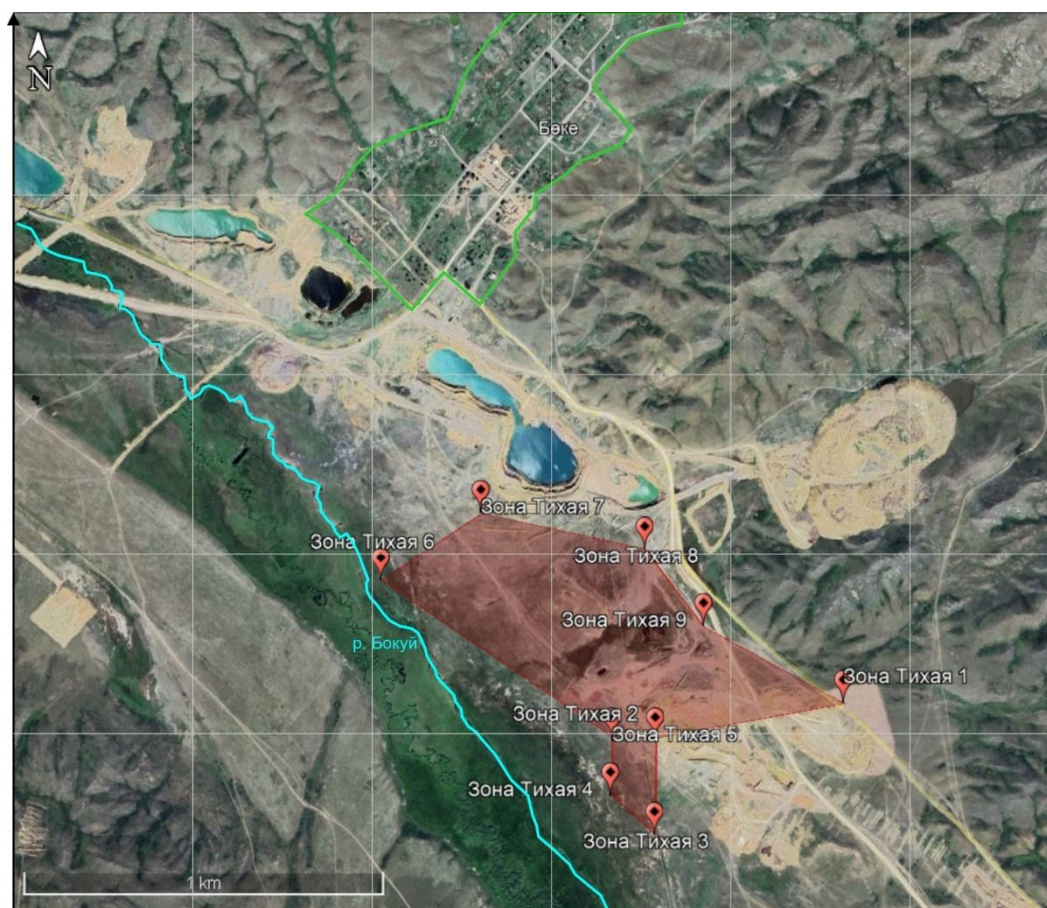 N
Бөке
Зона Тихая 7
Зона Тихая 6
Зона Тихая 8
Зона Тихая 9
р. Бокуй
Зона Тихая 1
Зона Тихая 2
Зона Тихая 5
Зона Тихая 4
Зона Тихая 3
1 km